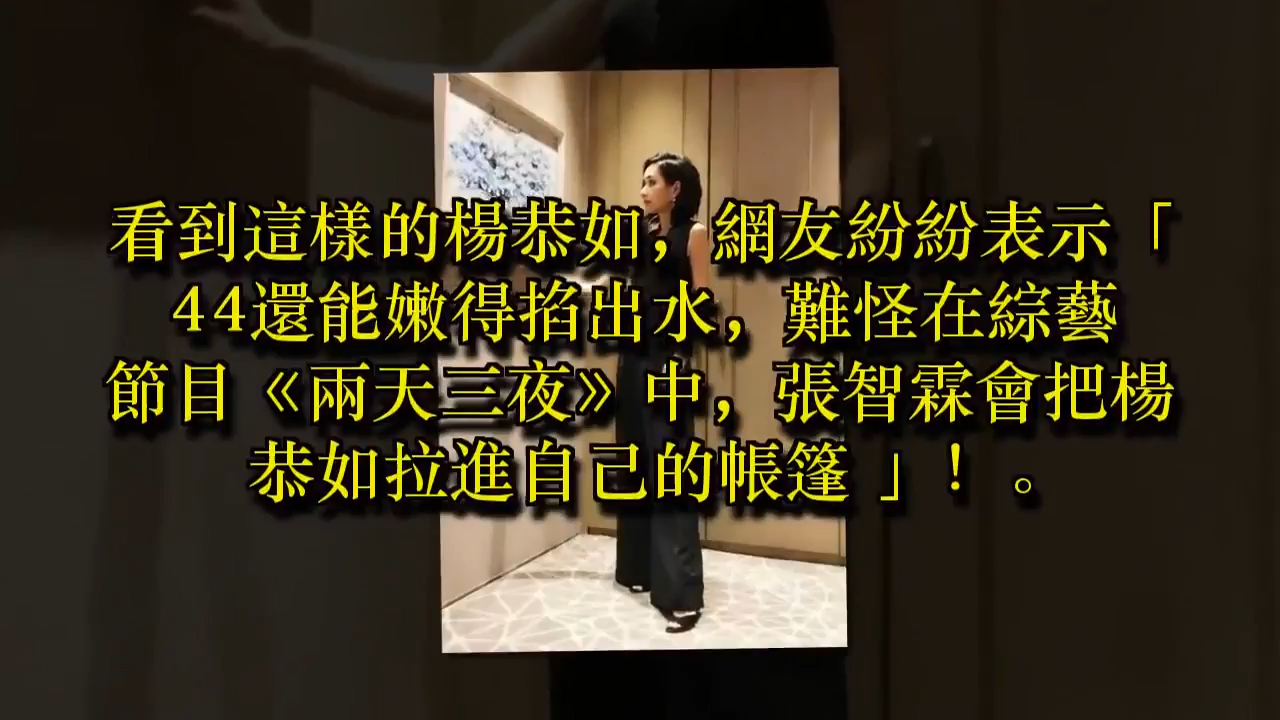 看到這樣的楊恭如，網友紛紛表示「
44還能嫩得掐出水，難怪在綜藝
節目《兩天三夜》中，張智霖會把楊
恭如拉進自己的帳篷 」！ 。